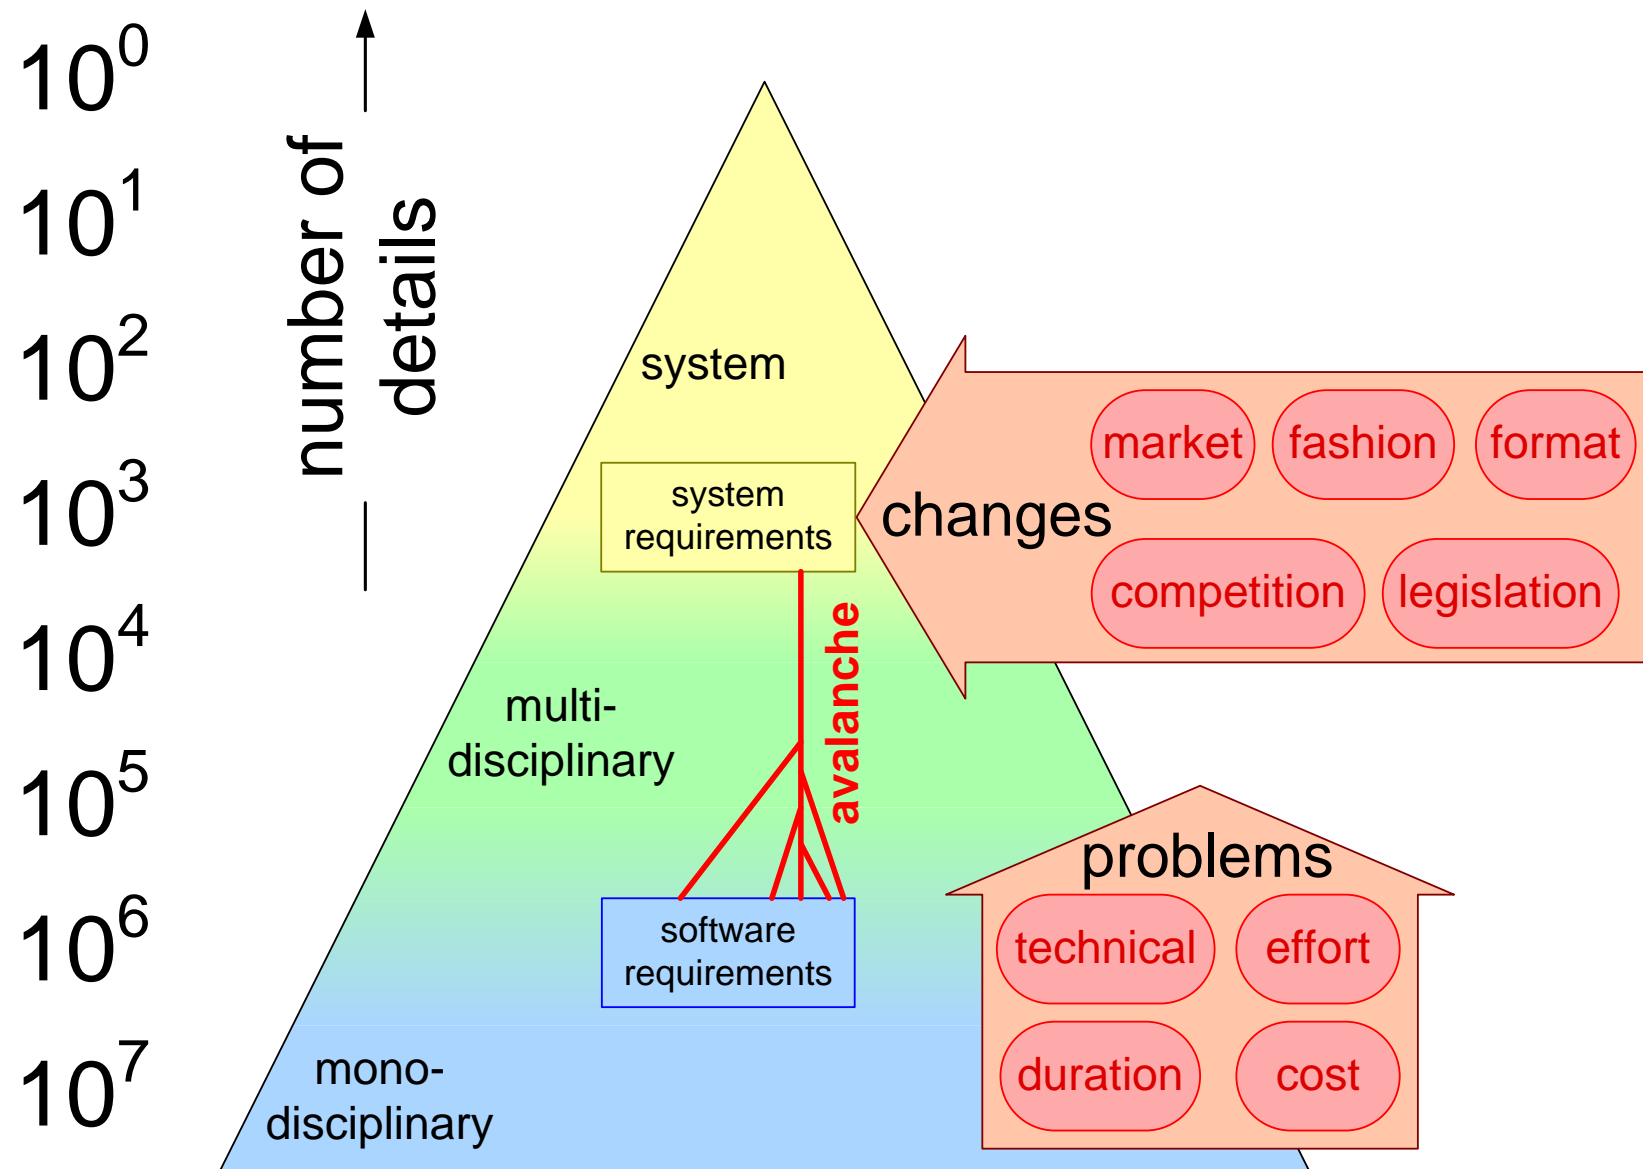 10^0
10^1
10^2
10^3
10^4
10^5
10^6
10^7
number of
details
system
system
requirements
avalanche
multi-
disciplinary
software
requirements
mono-
disciplinary
changes
market
fashion
format
competition
legislation
problems
technical
effort
duration
cost